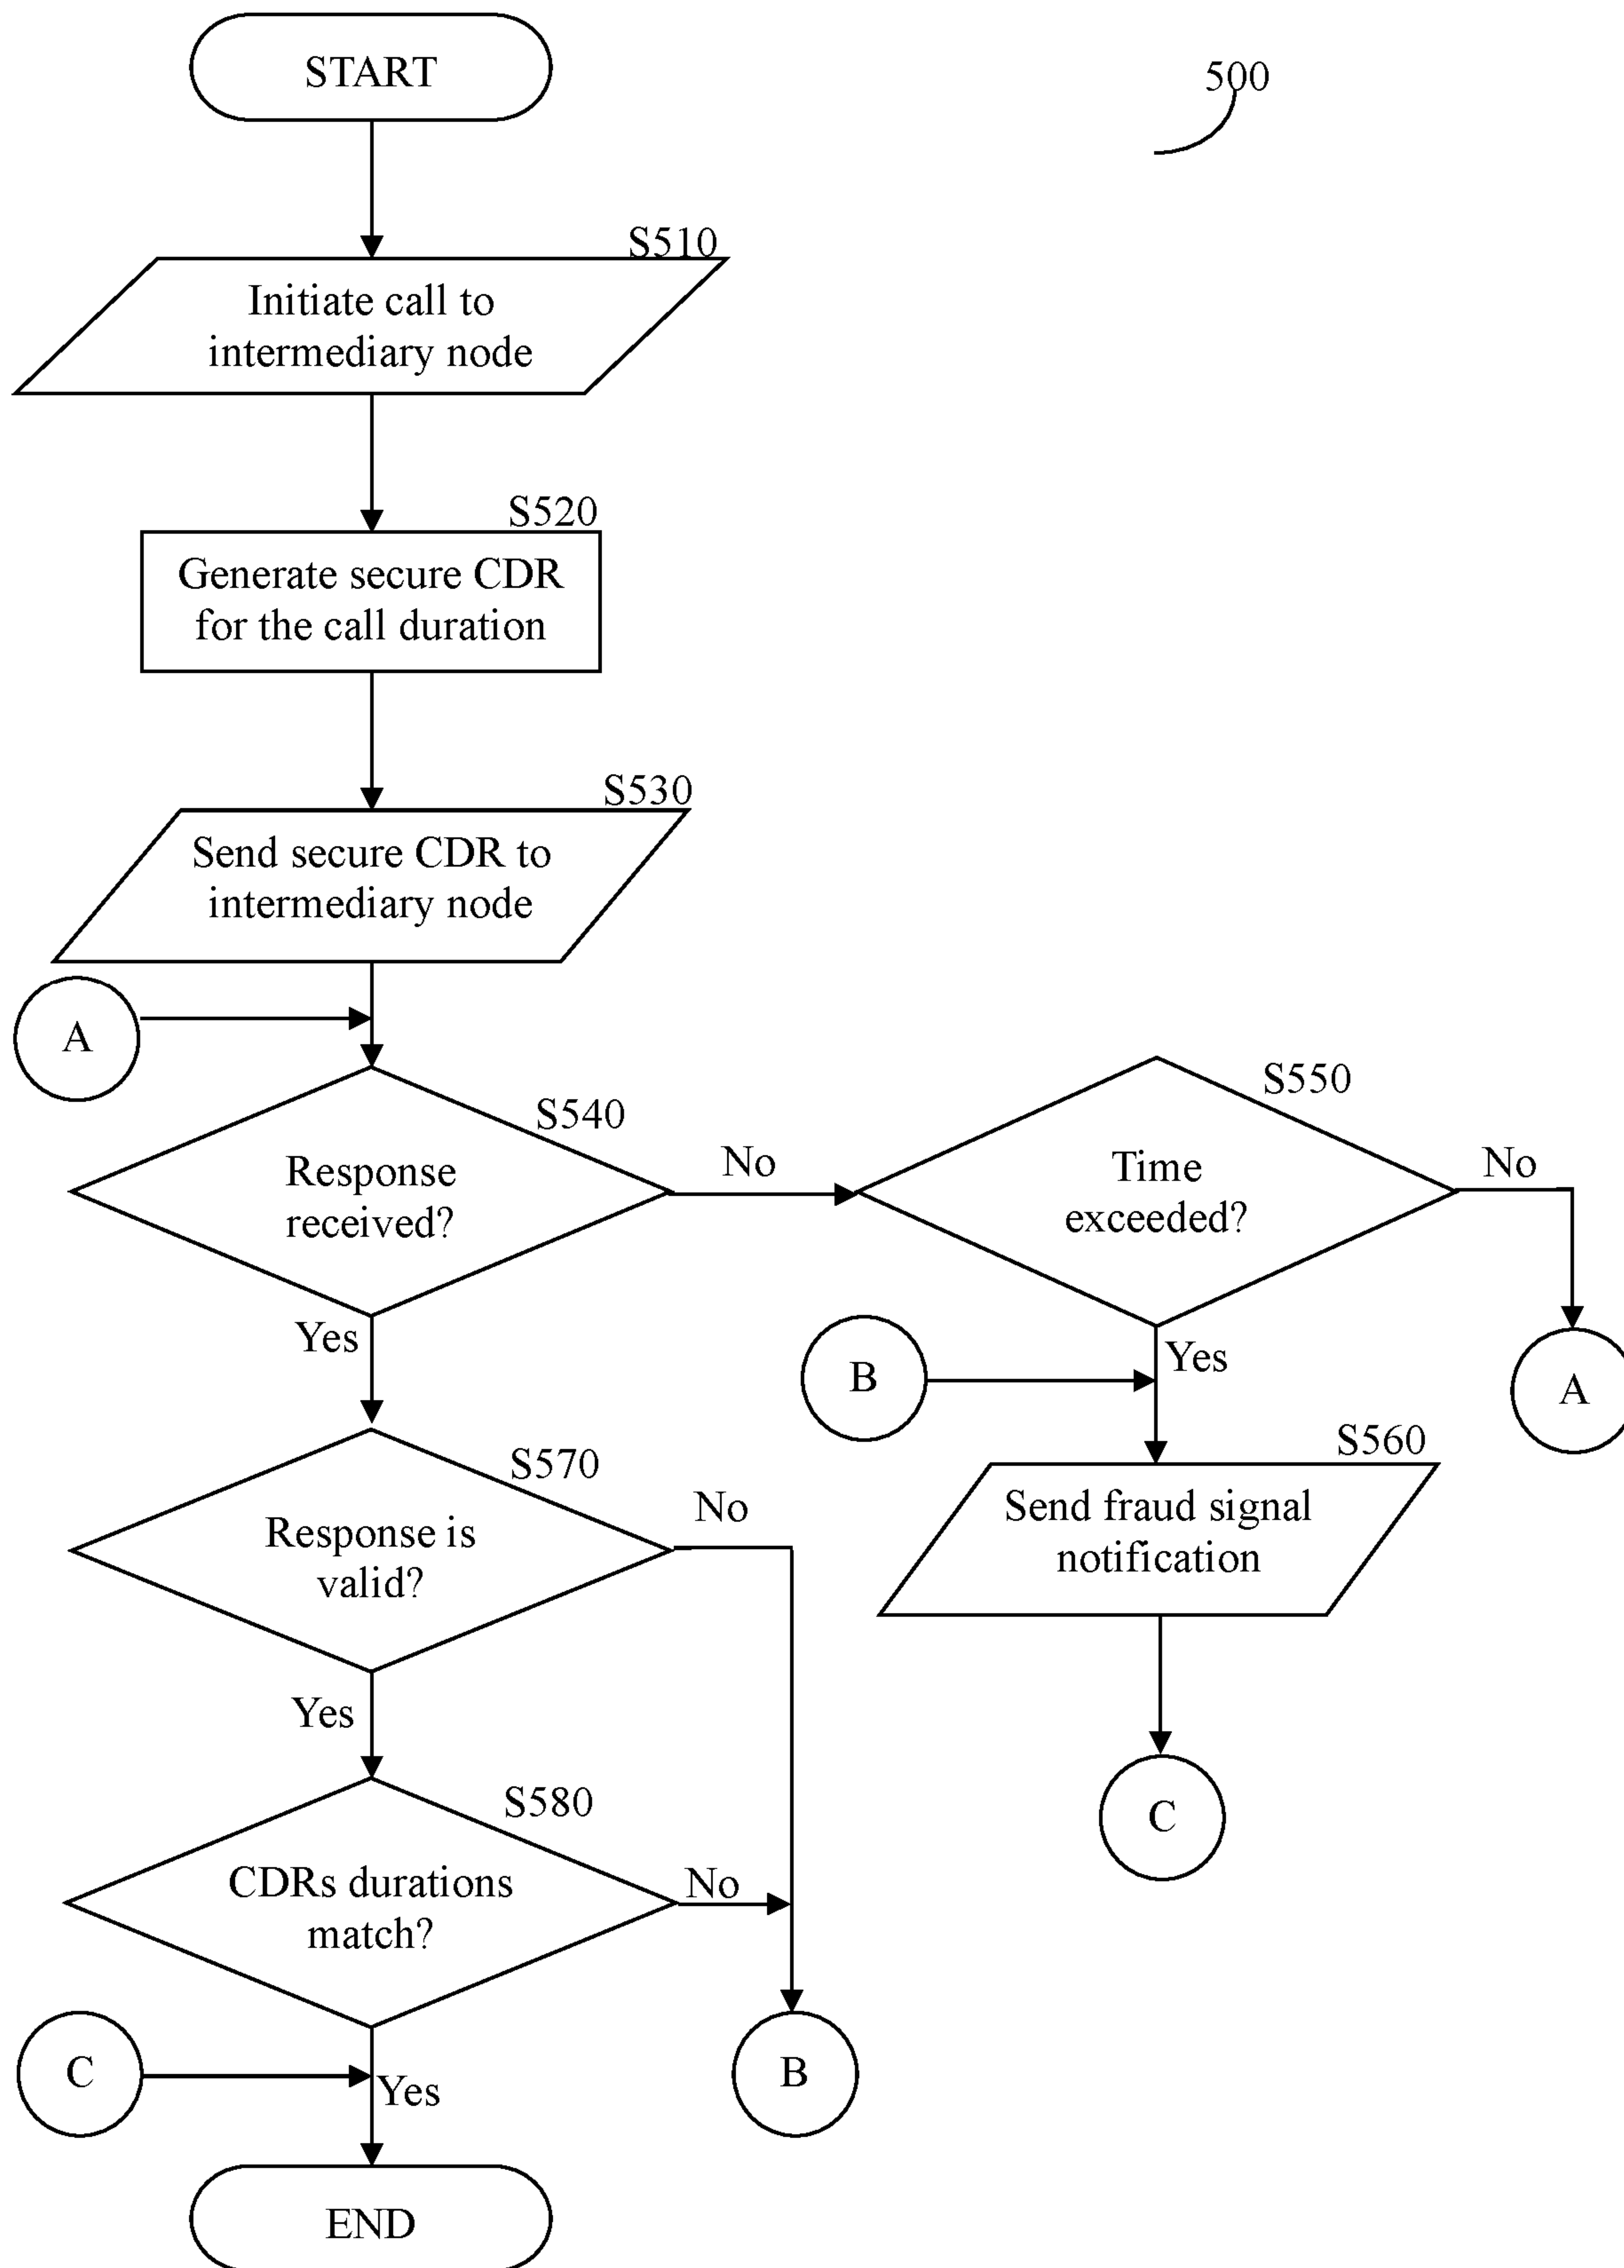 START
500
S510
Initiate call to
intermediary node
S520
Generate secure CDR
for the call duration
S530
Send secure CDR to
intermediary node
A
S540
Response
received?
No
S550
Time
exceeded?
No
A
Yes
B
Yes
S560
Send fraud signal
notification
C
S570
Response is
valid?
No
Yes
S580
CDRs durations
match?
No
B
C
Yes
END